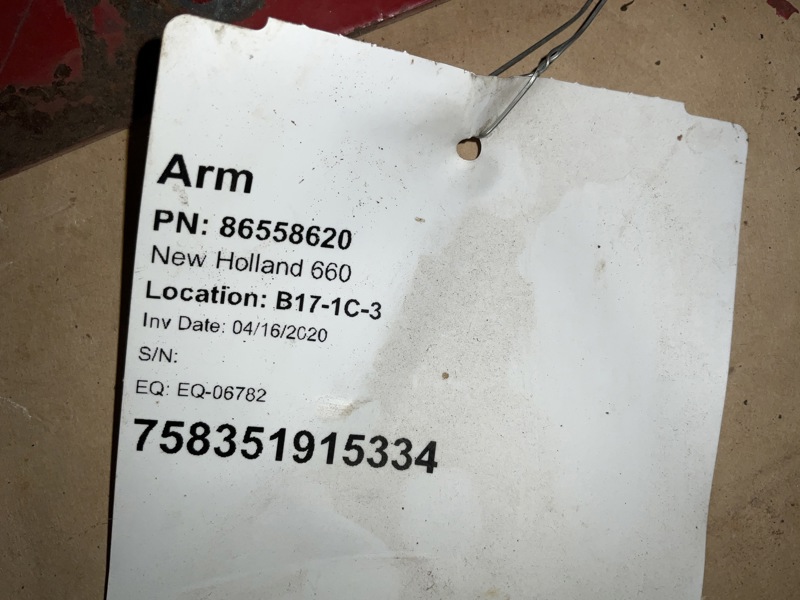 Arm
PN: 86558620
New Holland 660
Location: B17-1C-3
Inv Date: 04/16/2020
S/N:
EQ: EQ-06782
758351915334